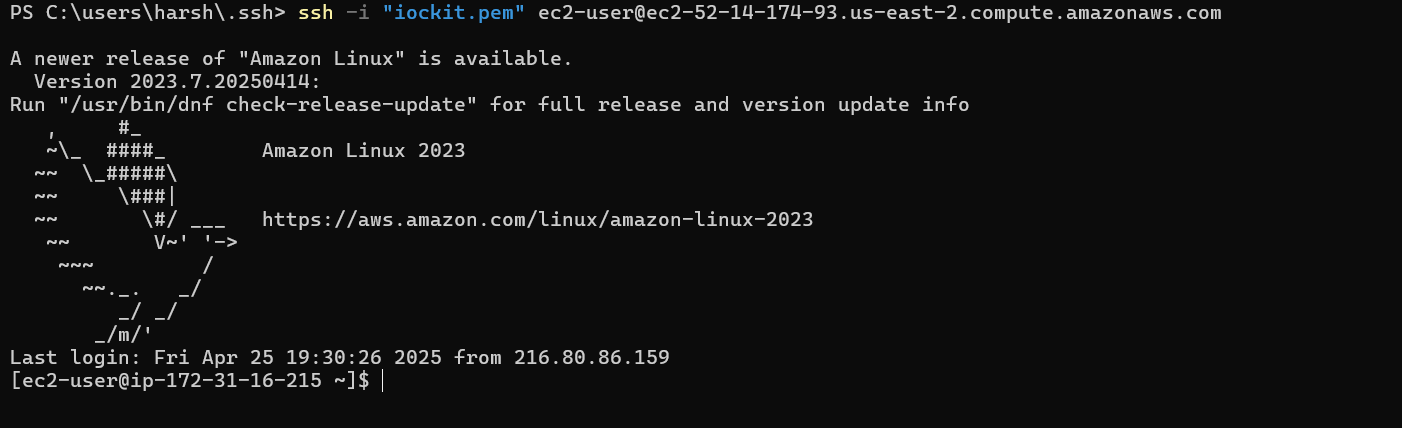 PS C:\users\harsh\.ssh> ssh -i "iockit.pem" ec2-user@ec2-52-14-174-93.us-east-2.compute.amazonaws.com

A newer release of "Amazon Linux" is available.
  Version 2023.7.20250414:
Run "/usr/bin/dnf check-release-update" for full release and version update info
   ,     #_
   ~\_  ####_        Amazon Linux 2023
  ~~  \_#####\
  ~~     \###|
  ~~       \#/ ___   https://aws.amazon.com/linux/amazon-linux-2023
   ~~       V~' '->
    ~~~         /
      ~~._.   _/
         _/ _/
       _/m/'
Last login: Fri Apr 25 19:30:26 2025 from 216.80.86.159
[ec2-user@ip-172-31-16-215 ~]$